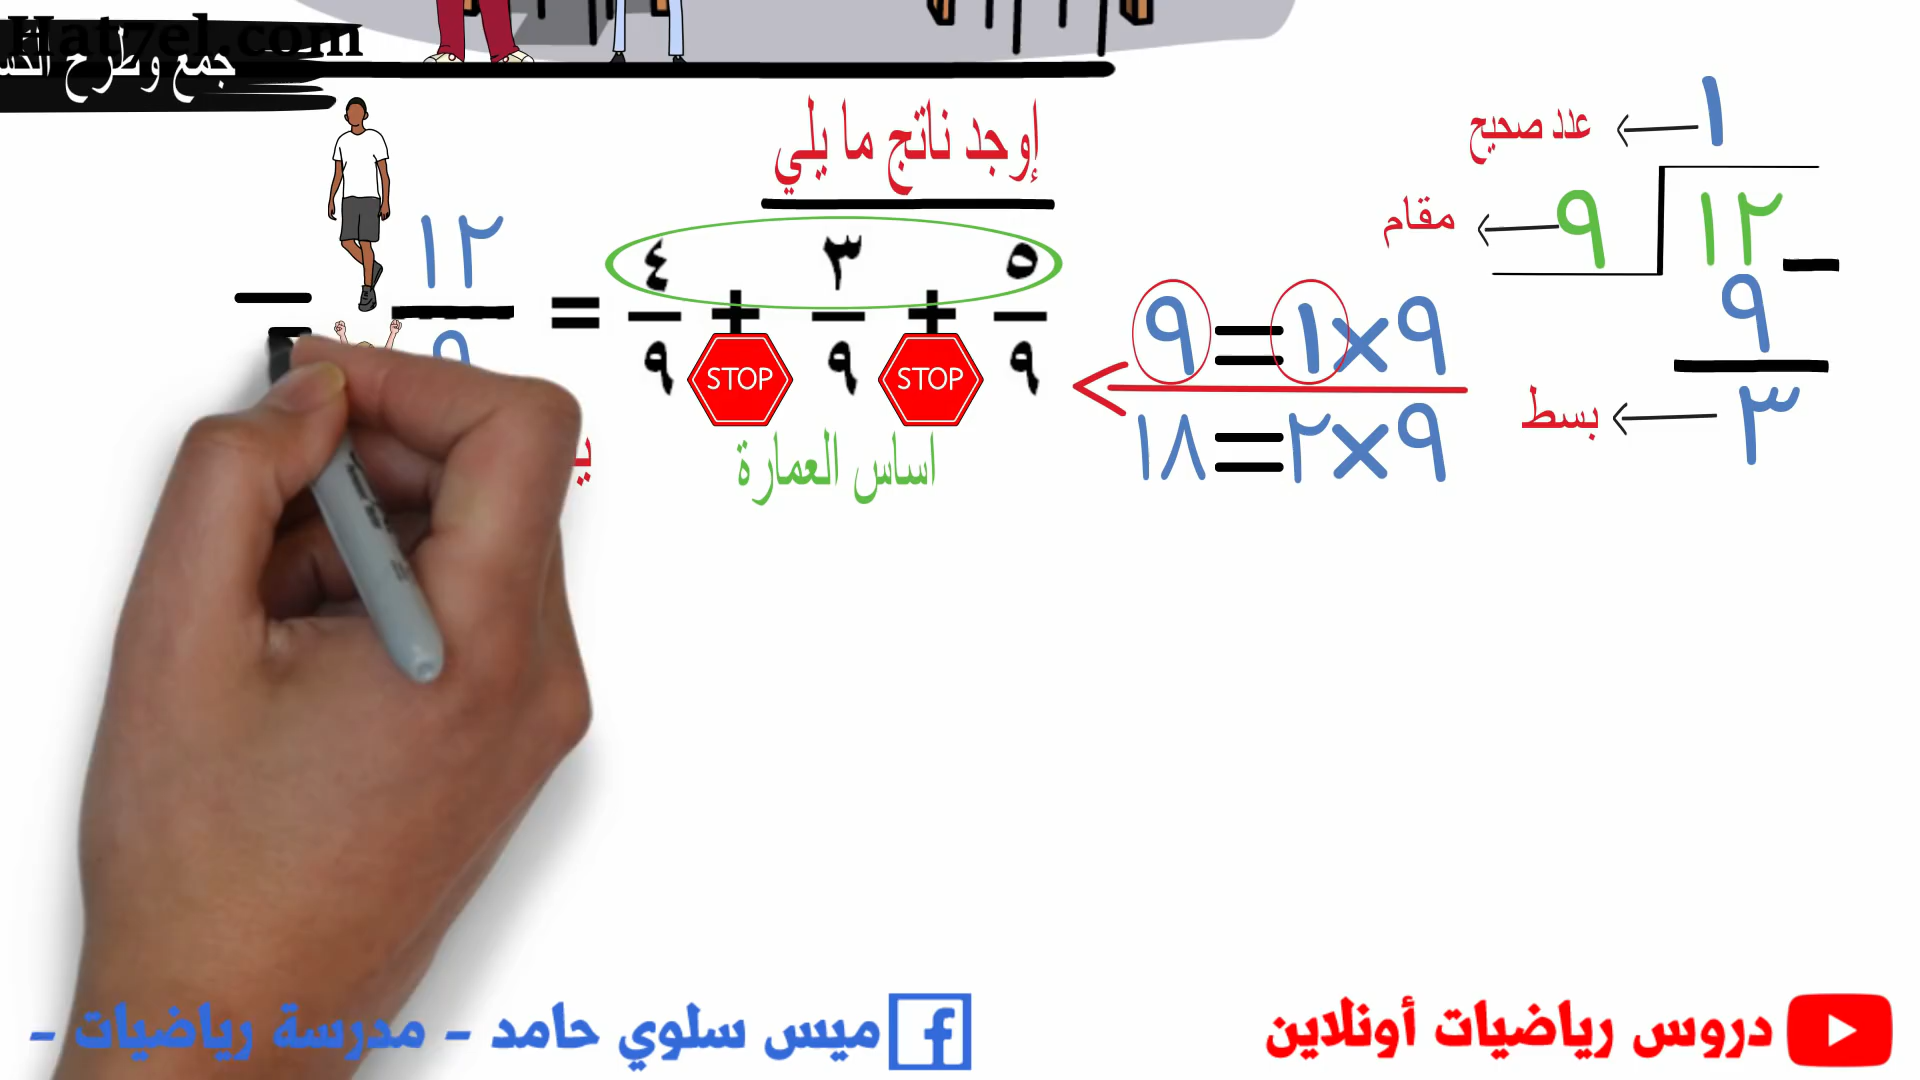 Hat7el.com
جمع وطرح
إوجد ناتج ما يلي
٥/٩ + ٣/٩ + ٤/٩ = ١٢/٩ =
STOP STOP
اساس العمارة
٩×١=٩
٩×٢=١٨
١ ← عدد صحيح
١٢ ٩ ← مقام
٩
٣ ← بسط
دروس رياضيات أونلاين
ميس سلوي حامد - مدرسة رياضيات -